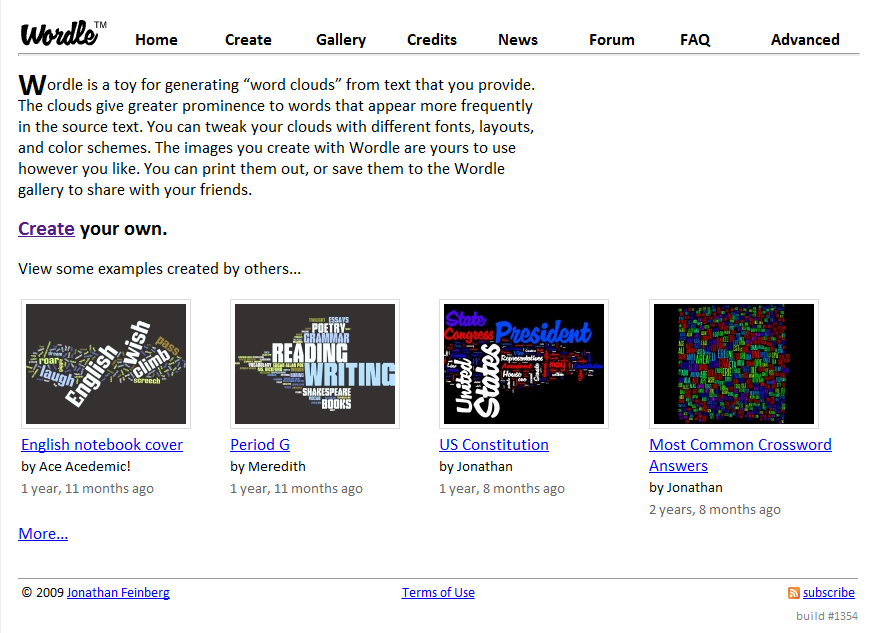 Wordle™ Home Create Gallery Credits News Forum FAQ Advanced
Wordle is a toy for generating “word clouds” from text that you provide.
The clouds give greater prominence to words that appear more frequently
in the source text. You can tweak your clouds with different fonts, layouts,
and color schemes. The images you create with Wordle are yours to use
however you like. You can print them out, or save them to the Wordle
gallery to share with your friends.
Create your own.
View some examples created by others...
English wish climb laugh roar pass screech
THOUGHT ESSAYS POETRY GRAMMAR READING WRITING SHAKESPEARE BOOKS
State Congress President United States Representatives House may
English notebook cover
by Ace Acedemic!
1 year, 11 months ago
Period G
by Meredith
1 year, 11 months ago
US Constitution
by Jonathan
1 year, 8 months ago
Most Common Crossword
Answers
by Jonathan
2 years, 8 months ago
More...
© 2009 Jonathan Feinberg Terms of Use subscribe
build #1354